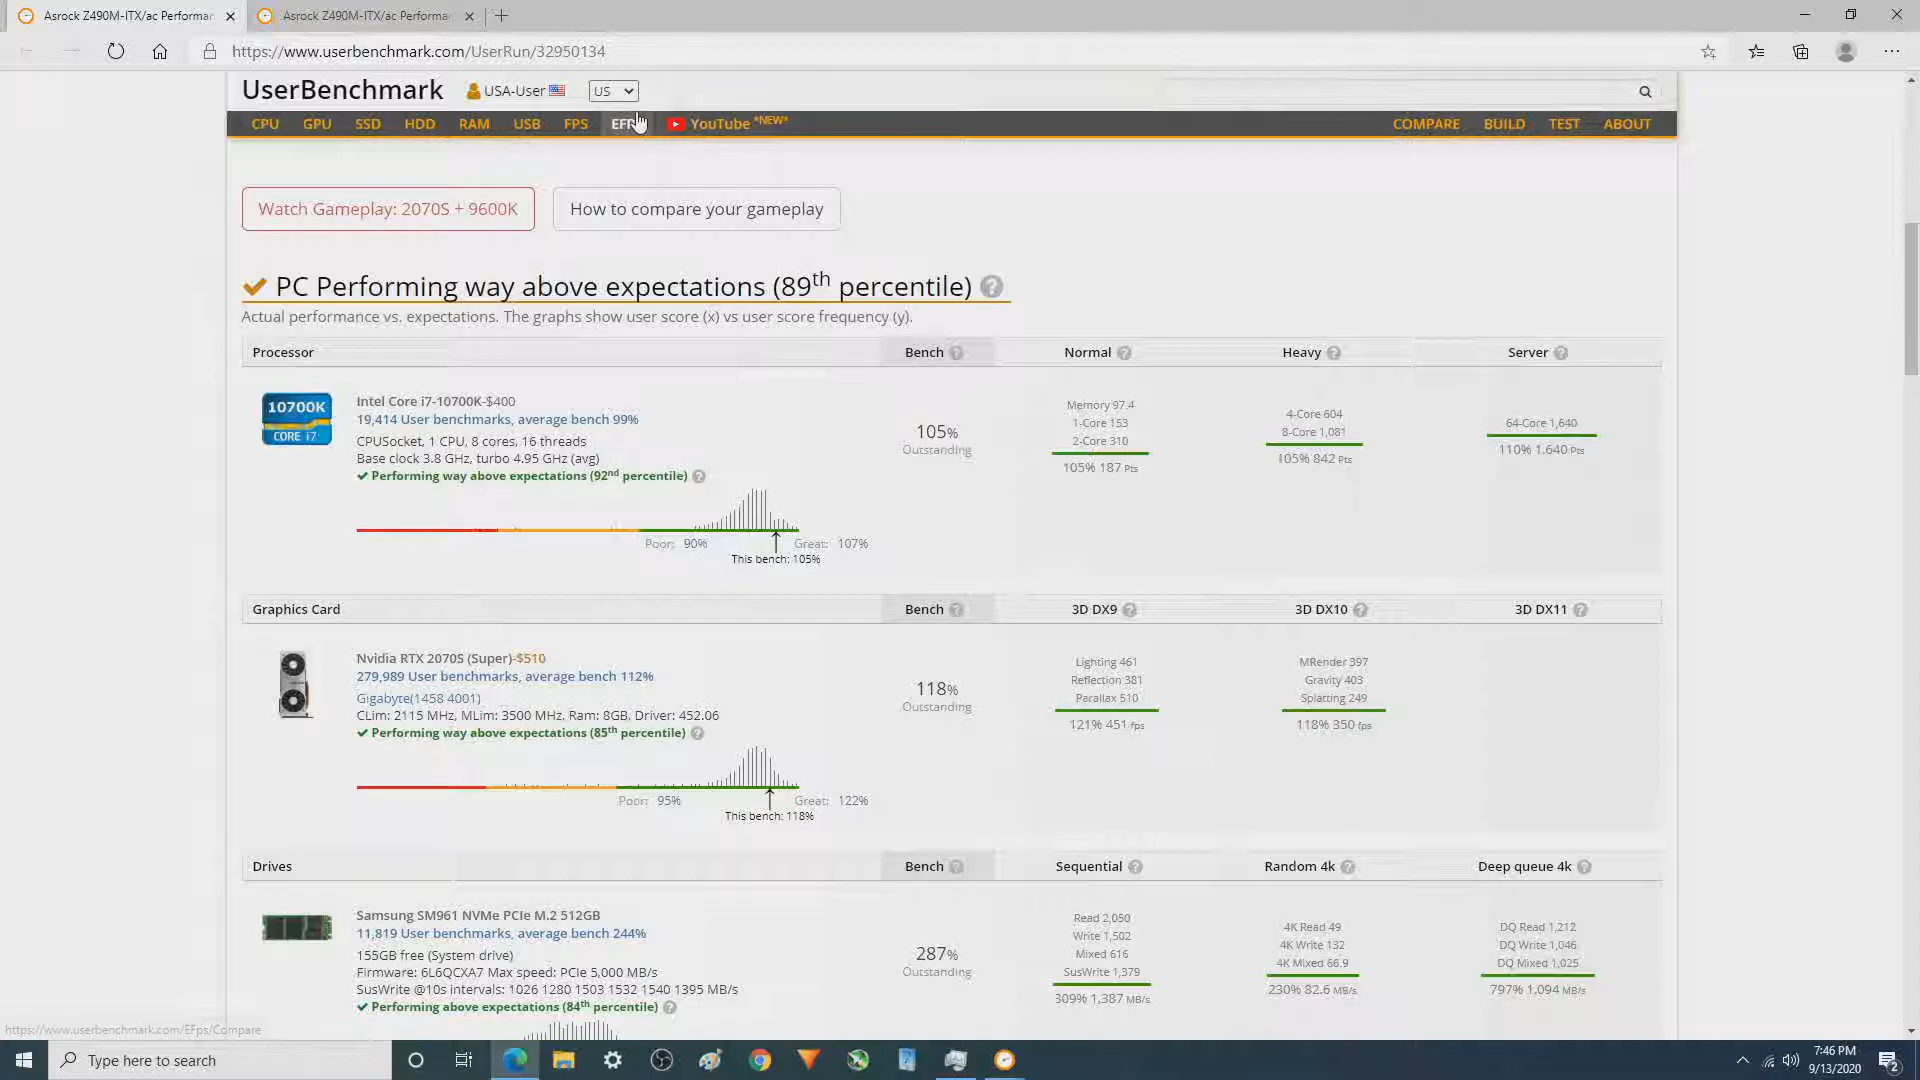 Asrock Z490M-ITX/ac Performar
Asrock Z490M-ITX/ac Performar
https://www.userbenchmark.com/UserRun/32950134
UserBenchmark
USA-User
US
CPU GPU SSD HDD RAM USB FPS YouTube *NEW*
COMPARE BUILD TEST ABOUT
Watch Gameplay: 2070S + 9600K
How to compare your gameplay
PC Performing way above expectations (89th percentile) ?
Actual performance vs. expectations. The graphs show user score (x) vs user score frequency (y).
Processor Bench ? Normal ? Heavy ? Server ?
10700K
CORE i7
Intel Core i7-10700K-$400
19,414 User benchmarks, average bench 99%
CPUSocket, 1 CPU, 8 cores, 16 threads
Base clock 3.8 GHz, turbo 4.95 GHz (avg)
Performing way above expectations (92nd percentile) ?
Poor: 90%
Great: 107%
This bench: 105%
105%
Outstanding
Memory 97.4
1-Core 153
2-Core 310
105% 187 Pts
4-Core 604
8-Core 1,081
105% 842 Pts
64-Core 1,640
110% 1,640 Pts
Graphics Card Bench ? 3D DX9 ? 3D DX10 ? 3D DX11 ?
Nvidia RTX 2070S (Super)-$510
279,989 User benchmarks, average bench 112%
Gigabyte(1458 4001)
CLim: 2115 MHz, MLim: 3500 MHz, Ram: 8GB, Driver: 452.06
Performing way above expectations (85th percentile) ?
Poor: 95%
Great: 122%
This bench: 118%
118%
Outstanding
Lighting 461
Reflection 381
Parallax 510
121% 451 fps
MRender 397
Gravity 403
Splatting 249
118% 350 fps
Drives Bench ? Sequential ? Random 4k ? Deep queue 4k ?
Samsung SM961 NVMe PCIe M.2 512GB
11,819 User benchmarks, average bench 244%
155GB free (System drive)
Firmware: 6L6QCXA7 Max speed: PCIe 5,000 MB/s
SusWrite @10s intervals: 1026 1280 1503 1532 1540 1395 MB/s
Performing above expectations (84th percentile) ?
287%
Outstanding
Read 2,050
Write 1,502
Mixed 616
SusWrite 1,379
309% 1,387 MB/s
4K Read 49
4K Write 132
4K Mixed 66.9
230% 82.6 MB/s
DQ Read 1,212
DQ Write 1,046
DQ Mixed 1,025
797% 1,094 MB/s
https://www.userbenchmark.com/EFps/Compare
Type here to search
7:46 PM
9/13/2020
2